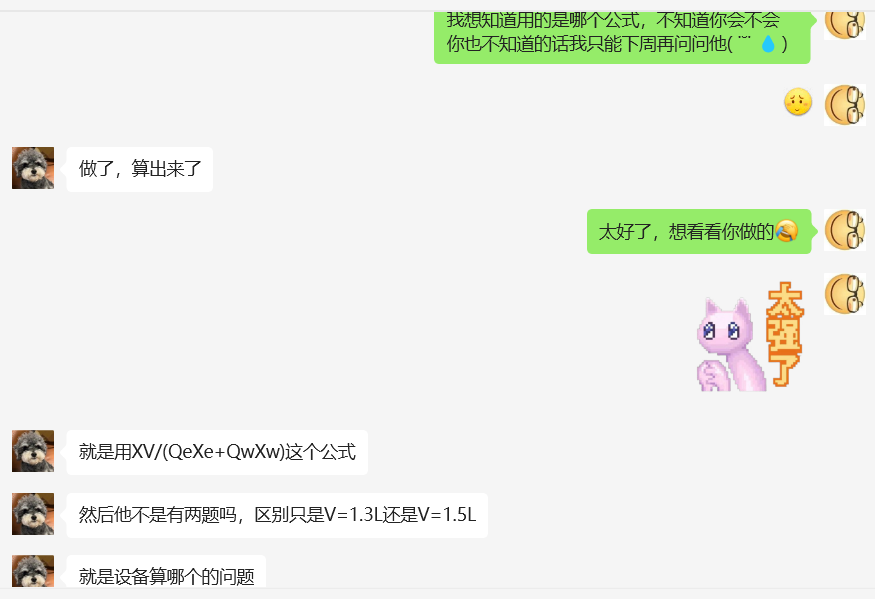 我想知道用的是哪个公式，不知道你会不会
你也不知道的话我只能下周再问问他(¨ 💧)
做了，算出来了
太好了，想看看你做的
太强了
就是用XV/(QeXe+QwXw)这个公式
然后他不是有两题吗，区别只是V=1.3L还是V=1.5L
就是设备算哪个的问题